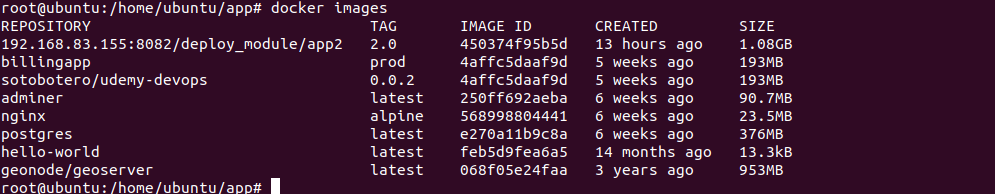 root@ubuntu:/home/ubuntu/app# docker images
REPOSITORY TAG IMAGE ID CREATED SIZE
192.168.83.155:8082/deploy_module/app2 2.0 450374f95b5d 13 hours ago 1.08GB
billingapp prod 4affc5daaf9d 5 weeks ago 193MB
sotobotero/udemy-devops 0.0.2 4affc5daaf9d 5 weeks ago 193MB
adminer latest 250ff692aeba 6 weeks ago 90.7MB
nginx alpine 568998804441 6 weeks ago 23.5MB
postgres latest e270a11b9c8a 6 weeks ago 376MB
hello-world latest feb5d9fea6a5 14 months ago 13.3kB
geonode/geoserver latest 068f05e24faa 3 years ago 953MB
root@ubuntu:/home/ubuntu/app#